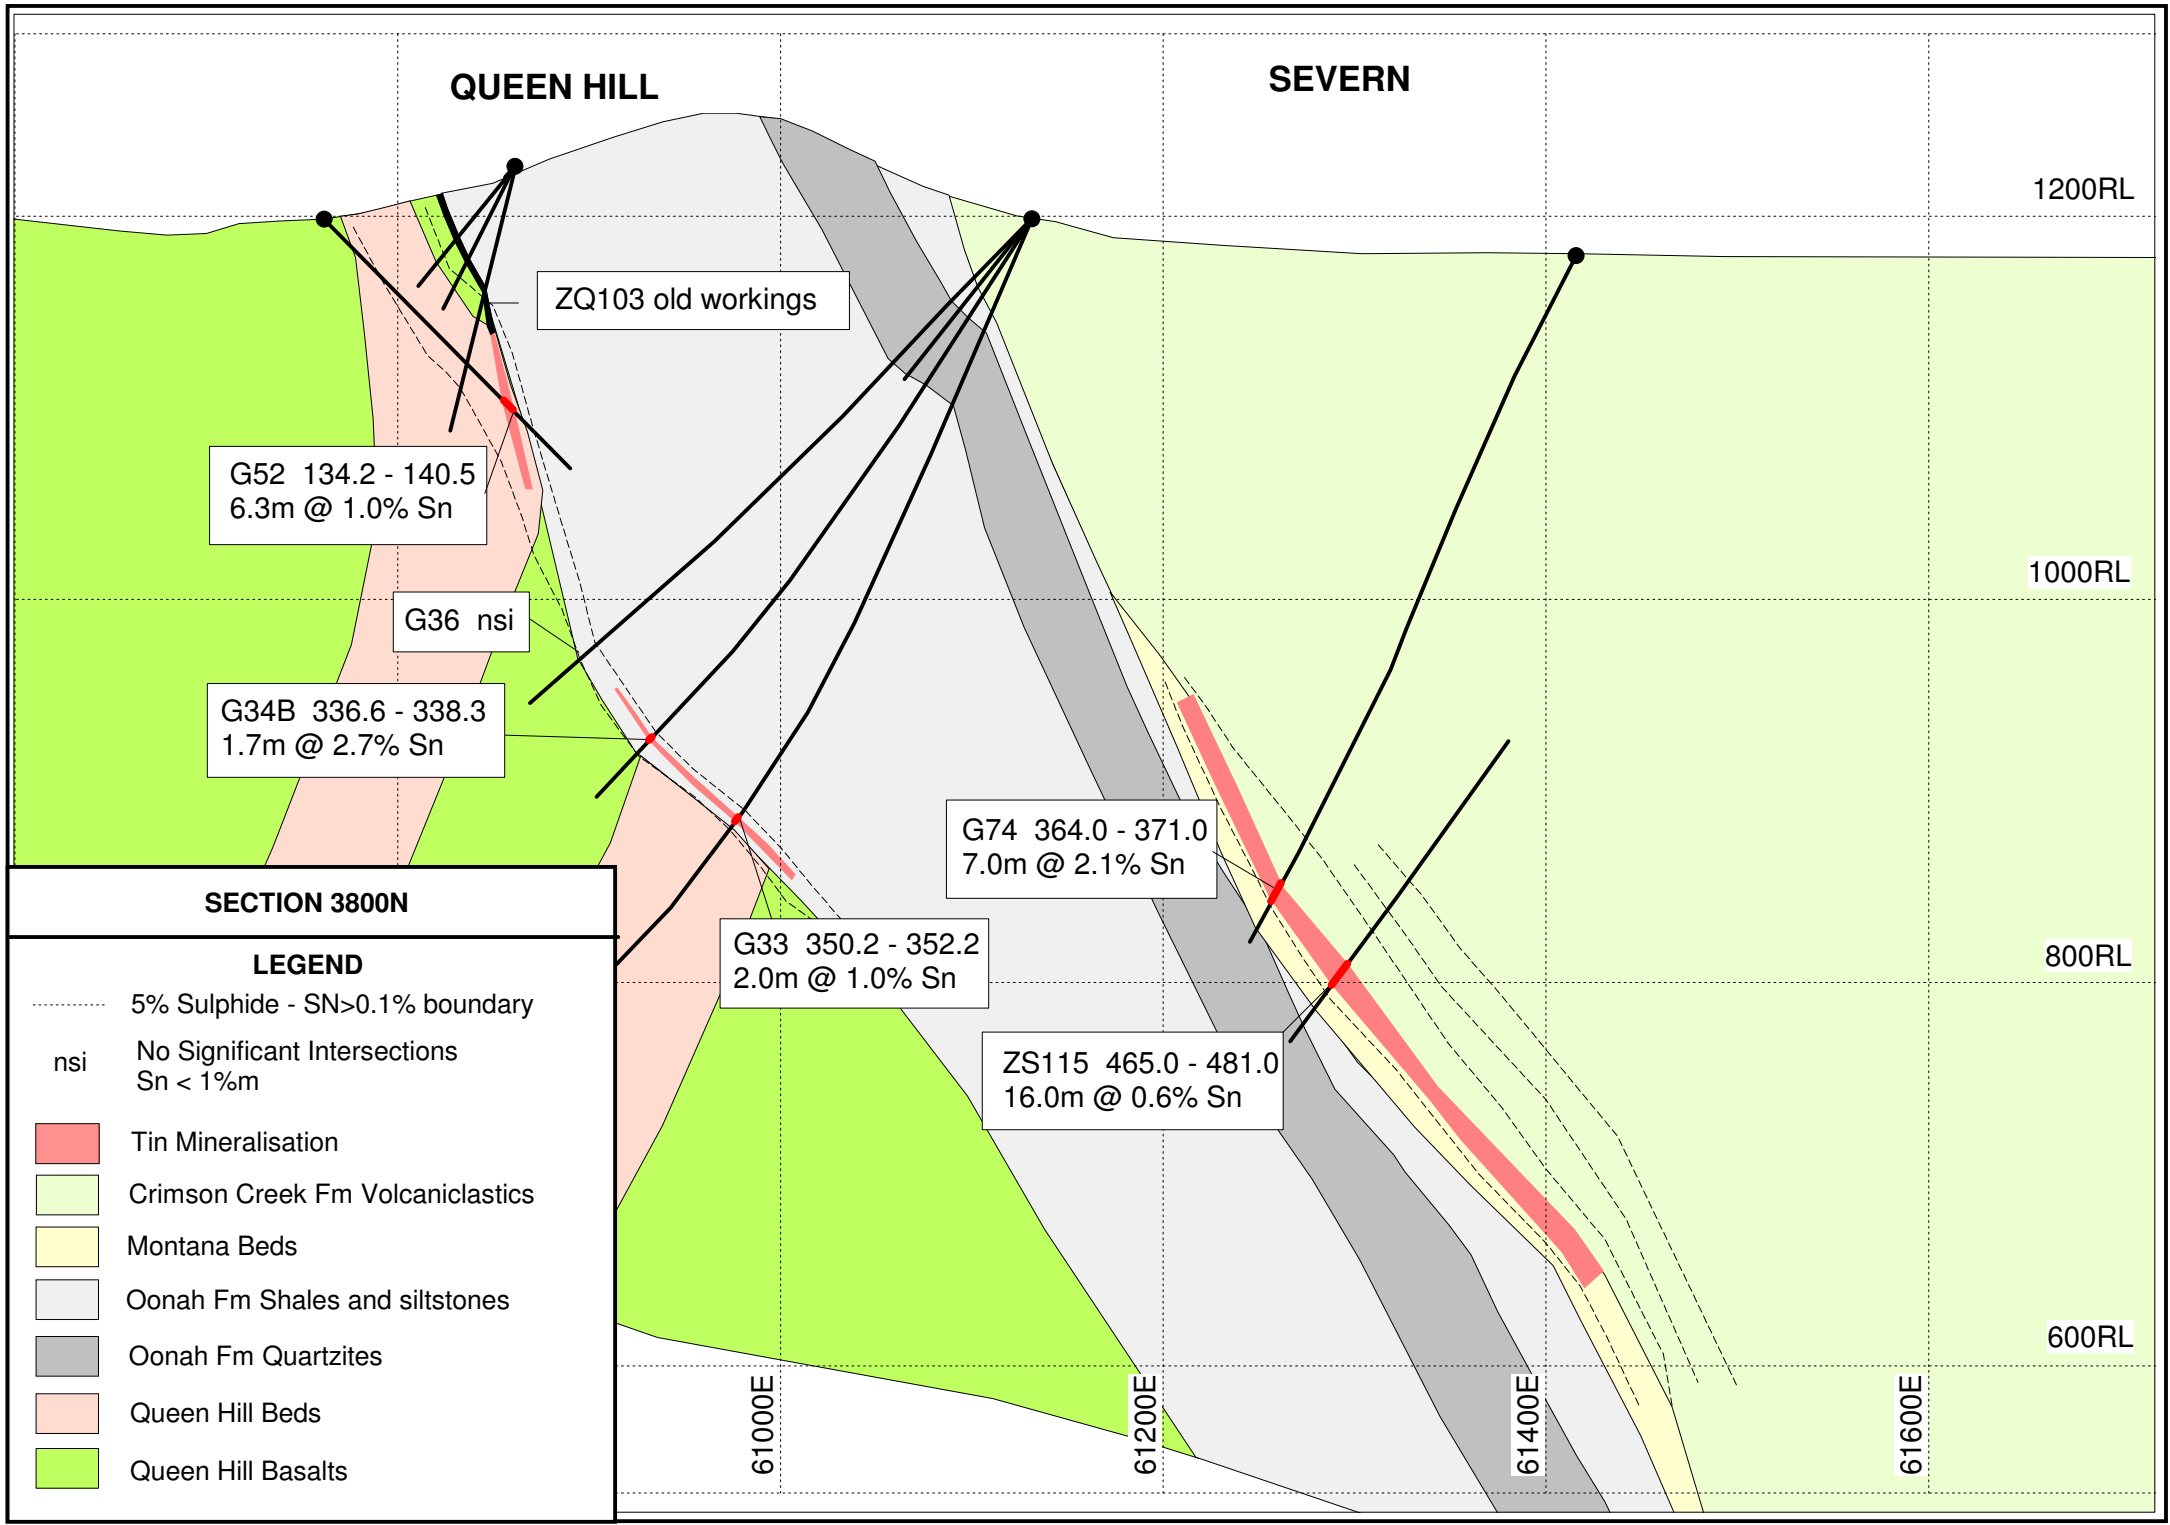 QUEEN HILL
SEVERN
1200RL
ZQ103 old workings
G52 134.2 - 140.5
6.3m @ 1.0% Sn
1000RL
G36 nsi
G34B 336.6 - 338.3
1.7m @ 2.7% Sn
G74 364.0 - 371.0
7.0m @ 2.1% Sn
G33 350.2 - 352.2
2.0m @ 1.0% Sn
800RL
ZS115 465.0 - 481.0
16.0m @ 0.6% Sn
600RL
61000E
61200E
61400E
61600E
SECTION 3800N
LEGEND
5% Sulphide - SN>0.1% boundary
nsi
No Significant Intersections
Sn < 1%m
Tin Mineralisation
Crimson Creek Fm Volcaniclastics
Montana Beds
Oonah Fm Shales and siltstones
Oonah Fm Quartzites
Queen Hill Beds
Queen Hill Basalts